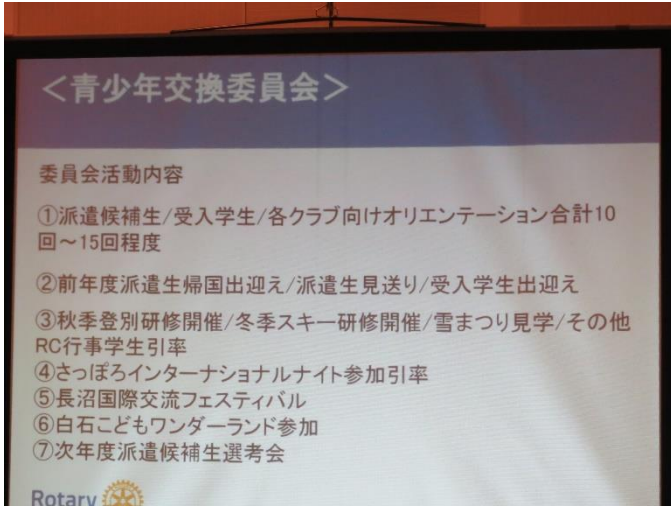 ＜青少年交換委員会＞
委員会活動内容
①派遣候補生/受入学生/各クラブ向けオリエンテーション合計10
回～15回程度
②前年度派遣生帰国出迎え/派遣生見送り/受入学生出迎え
③秋季登別研修開催/冬季スキー研修開催/雪まつり見学/その他
RC行事学生引率
④さっぽろインターナショナルナイト参加引率
⑤長沼国際交流フェスティバル
⑥白石こどもワンダーランド参加
⑦次年度派遣候補生選考会
Rotary